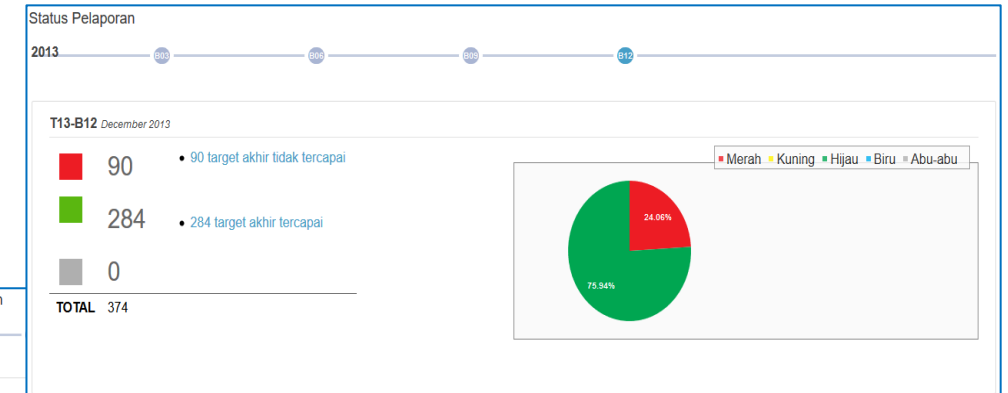 Status Pelaporan
2013 B03 B06 B09 B12
T13-B12 December 2013
90 • 90 target akhir tidak tercapai
284 • 284 target akhir tercapai
0
TOTAL 374
Merah Kuning Hijau Biru Abu-abu
24.06%
75.94%
n